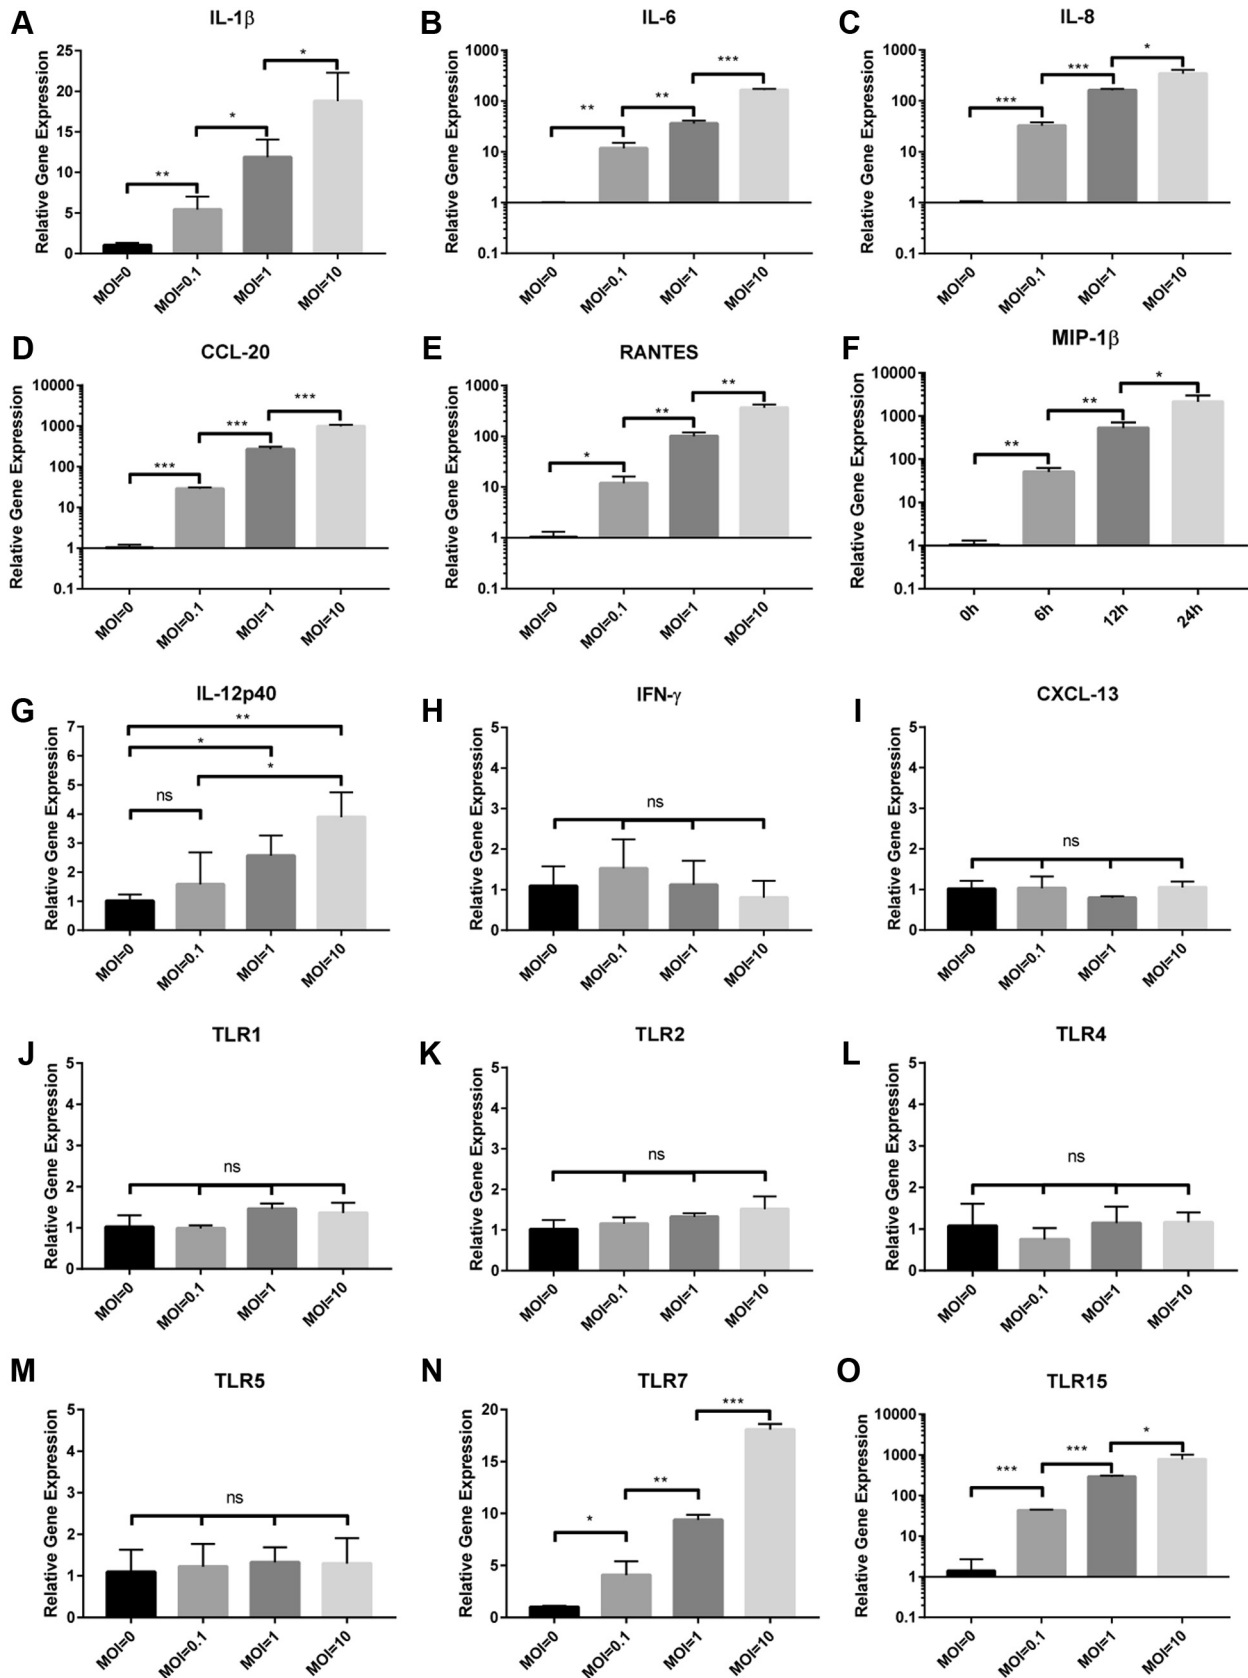 A IL-1β
Relative Gene Expression
25
20
15
10
5
0
** * *
MOI=0 MOI=0.1 MOI=1 MOI=10
B IL-6
Relative Gene Expression
1000
100
10
1
0.1
** ** ***
MOI=0 MOI=0.1 MOI=1 MOI=10
C IL-8
Relative Gene Expression
1000
100
10
1
0.1
*** *** *
MOI=0 MOI=0.1 MOI=1 MOI=10
D CCL-20
Relative Gene Expression
10000
1000
100
10
1
0.1
*** *** ***
MOI=0 MOI=0.1 MOI=1 MOI=10
E RANTES
Relative Gene Expression
1000
100
10
1
0.1
* ** **
MOI=0 MOI=0.1 MOI=1 MOI=10
F MIP-1β
Relative Gene Expression
10000
1000
100
10
1
0.1
** ** *
0h 6h 12h 24h
G IL-12p40
Relative Gene Expression
7
6
5
4
3
2
1
0
**
*
*
ns
MOI=0 MOI=0.1 MOI=1 MOI=10
H IFN-γ
Relative Gene Expression
5
4
3
2
1
0
ns
MOI=0 MOI=0.1 MOI=1 MOI=10
I CXCL-13
Relative Gene Expression
5
4
3
2
1
0
ns
MOI=0 MOI=0.1 MOI=1 MOI=10
J TLR1
Relative Gene Expression
5
4
3
2
1
0
ns
MOI=0 MOI=0.1 MOI=1 MOI=10
K TLR2
Relative Gene Expression
5
4
3
2
1
0
ns
MOI=0 MOI=0.1 MOI=1 MOI=10
L TLR4
Relative Gene Expression
5
4
3
2
1
0
ns
MOI=0 MOI=0.1 MOI=1 MOI=10
M TLR5
Relative Gene Expression
5
4
3
2
1
0
ns
MOI=0 MOI=0.1 MOI=1 MOI=10
N TLR7
Relative Gene Expression
20
15
10
5
0
* ** ***
MOI=0 MOI=0.1 MOI=1 MOI=10
O TLR15
Relative Gene Expression
10000
1000
100
10
1
0.1
*** *** *
MOI=0 MOI=0.1 MOI=1 MOI=10